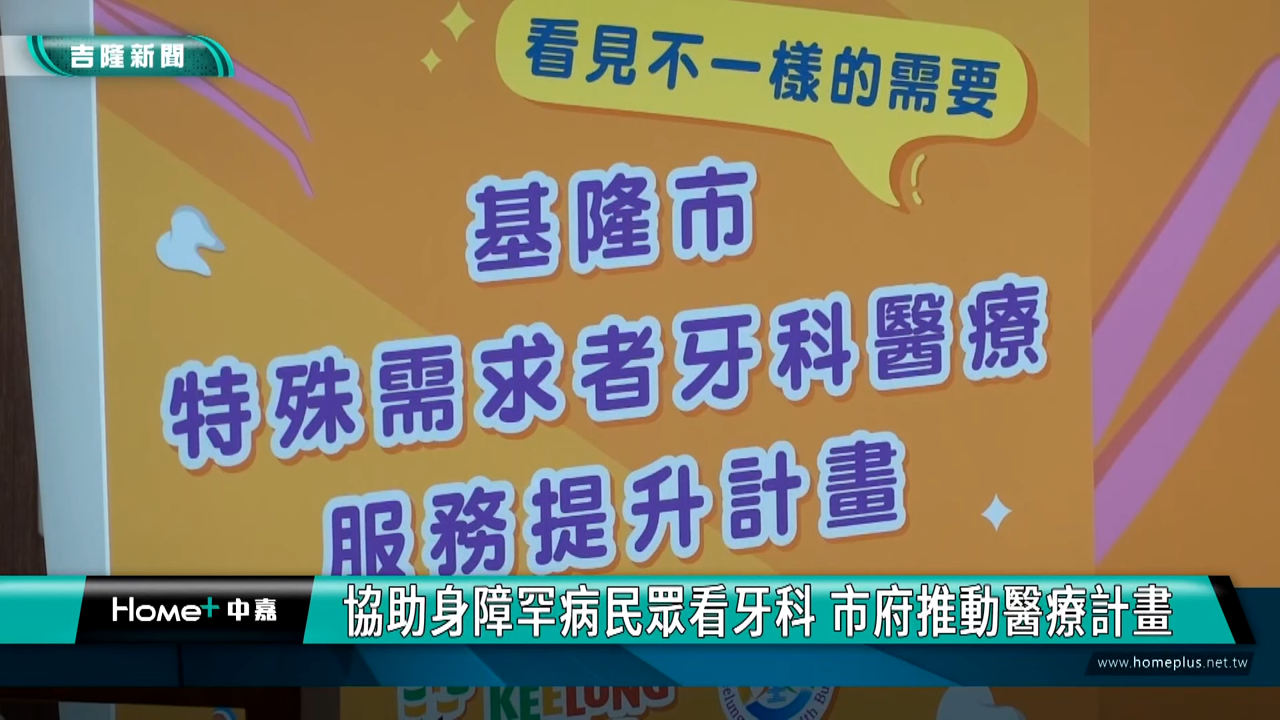 吉隆新聞
看見不一樣的需要
基隆市
特殊需求者牙科醫療
服務提升計畫
Home+中嘉
協助身障罕病民眾看牙科 市府推動醫療計畫
www.homeplus.net.tw
KEELUNG